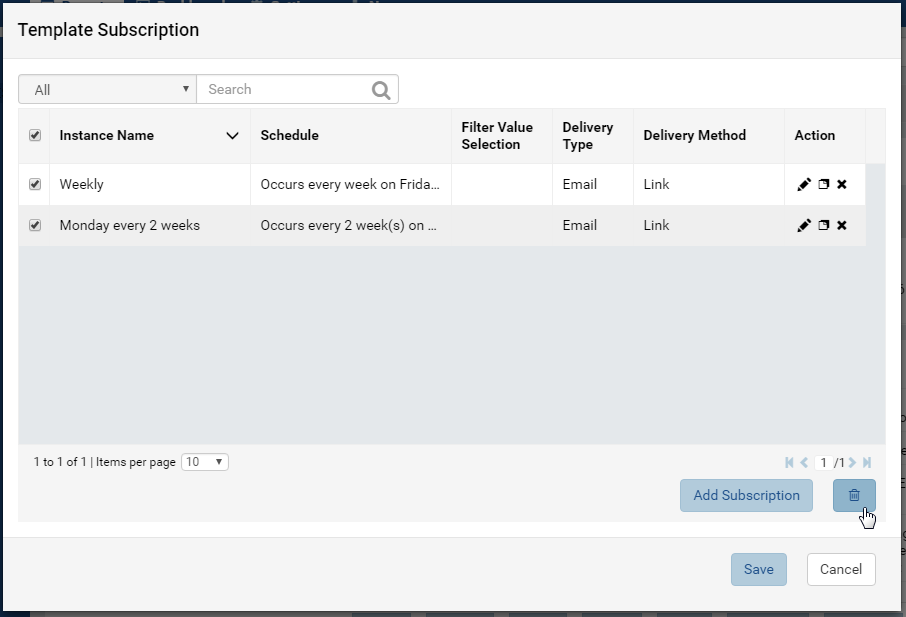 Template Subscription
All Search
Instance Name Schedule Filter Value Selection Delivery Type Delivery Method Action
Weekly Occurs every week on Frida... Email Link
Monday every 2 weeks Occurs every 2 week(s) on ... Email Link
1 to 1 of 1 | Items per page 10 1 /1
Add Subscription
Save Cancel